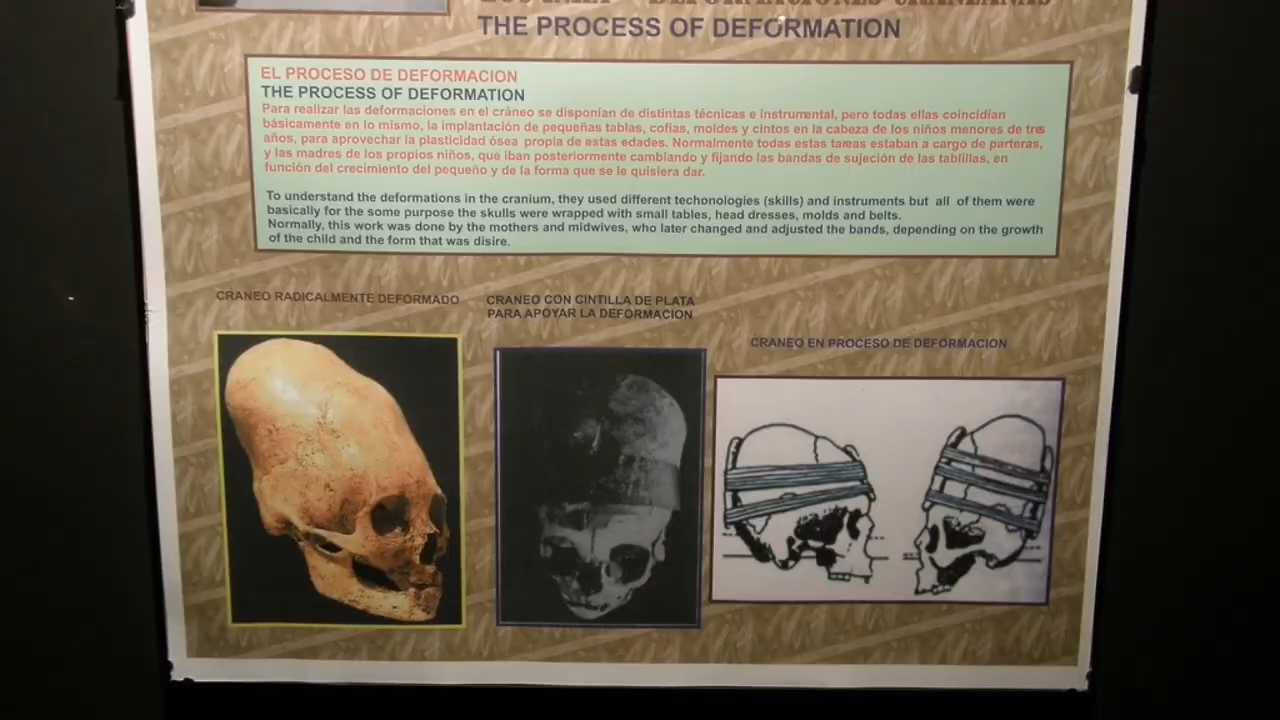 DEFORMACIONES CRANEANAS
THE PROCESS OF DEFORMATION
EL PROCESO DE DEFORMACION
THE PROCESS OF DEFORMATION
Para realizar las deformaciones en el cráneo se disponían de distintas técnicas e instrumental, pero todas ellas coincidían
básicamente en lo mismo, la implantación de pequeñas tablas, cofias, moldes y cintos en la cabeza de los niños menores de tres
años, para aprovechar la plasticidad ósea propia de estas edades. Normalmente todas estas tareas estaban a cargo de parteras,
y las madres de los propios niños, que iban posteriormente cambiando y fijando las bandas de sujeción de las tablillas, en
función del crecimiento del pequeño y de la forma que se le quisiera dar.
To understand the deformations in the cranium, they used different techonologies (skills) and instruments but all of them were
basically for the some purpose the skulls were wrapped with small tables, head dresses, molds and belts.
Normally, this work was done by the mothers and midwives, who later changed and adjusted the bands, depending on the growth
of the child and the form that was disire.
CRANEO RADICALMENTE DEFORMADO
CRANEO CON CINTILLA DE PLATA
PARA APOYAR LA DEFORMACION
CRANEO EN PROCESO DE DEFORMACION